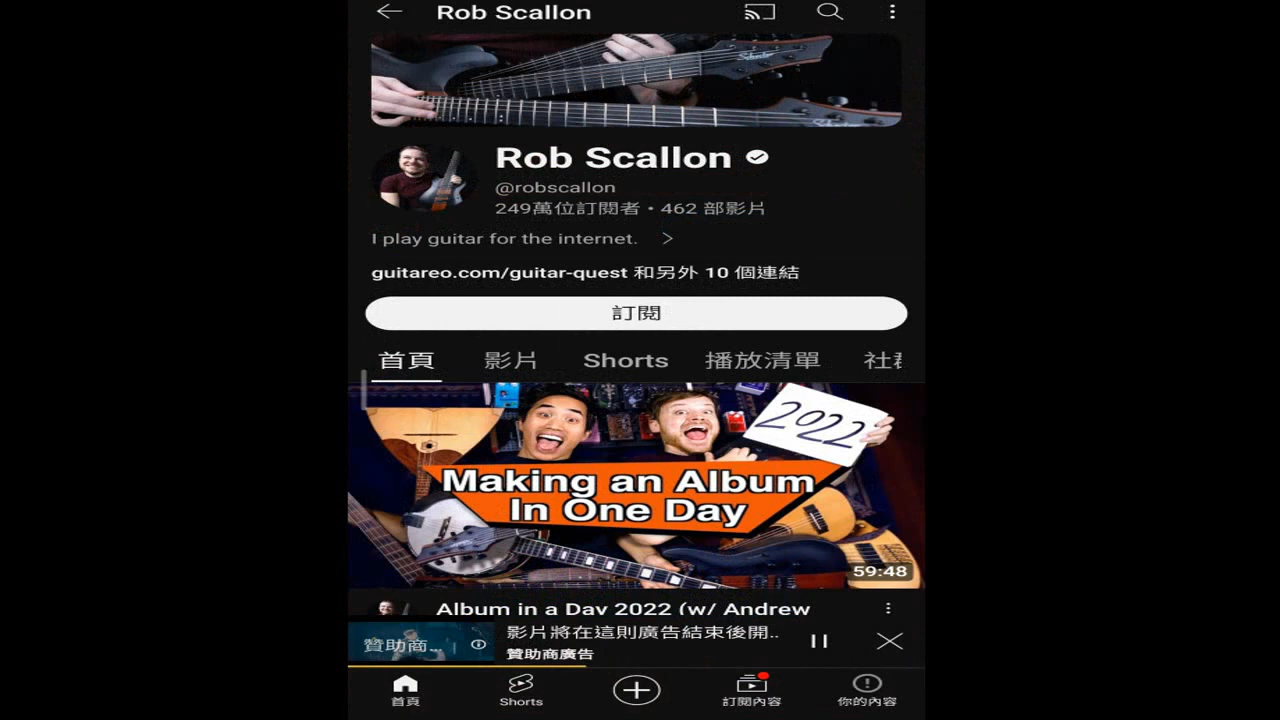 Rob Scallon
Rob Scallon
@robscallon
249萬位訂閱者・462 部影片
I play guitar for the internet.
guitareo.com/guitar-quest 和另外 10 個連結
訂閱
首頁 影片 Shorts 播放清單 社群
2022
Making an Album
In One Day
59:48
Album in a Day 2022 (w/ Andrew
影片將在這則廣告結束後開..
贊助商...
贊助商廣告
首頁 Shorts 訂閱內容 你的內容